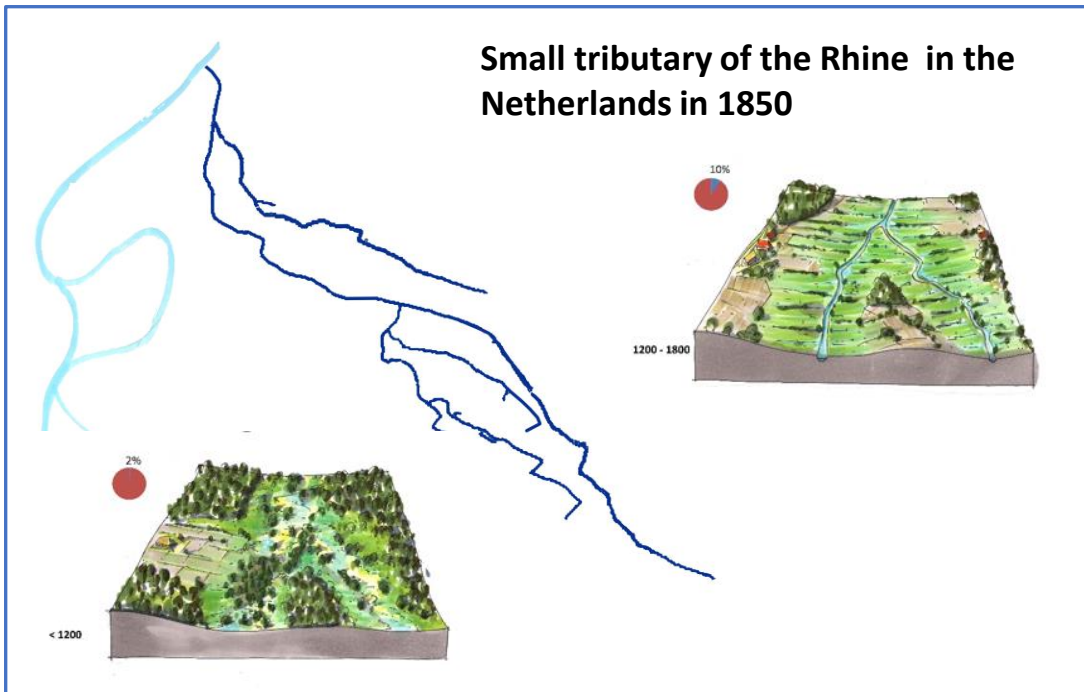 Small tributary of the Rhine in the
Netherlands in 1850
10%
1200 - 1800
2%
< 1200